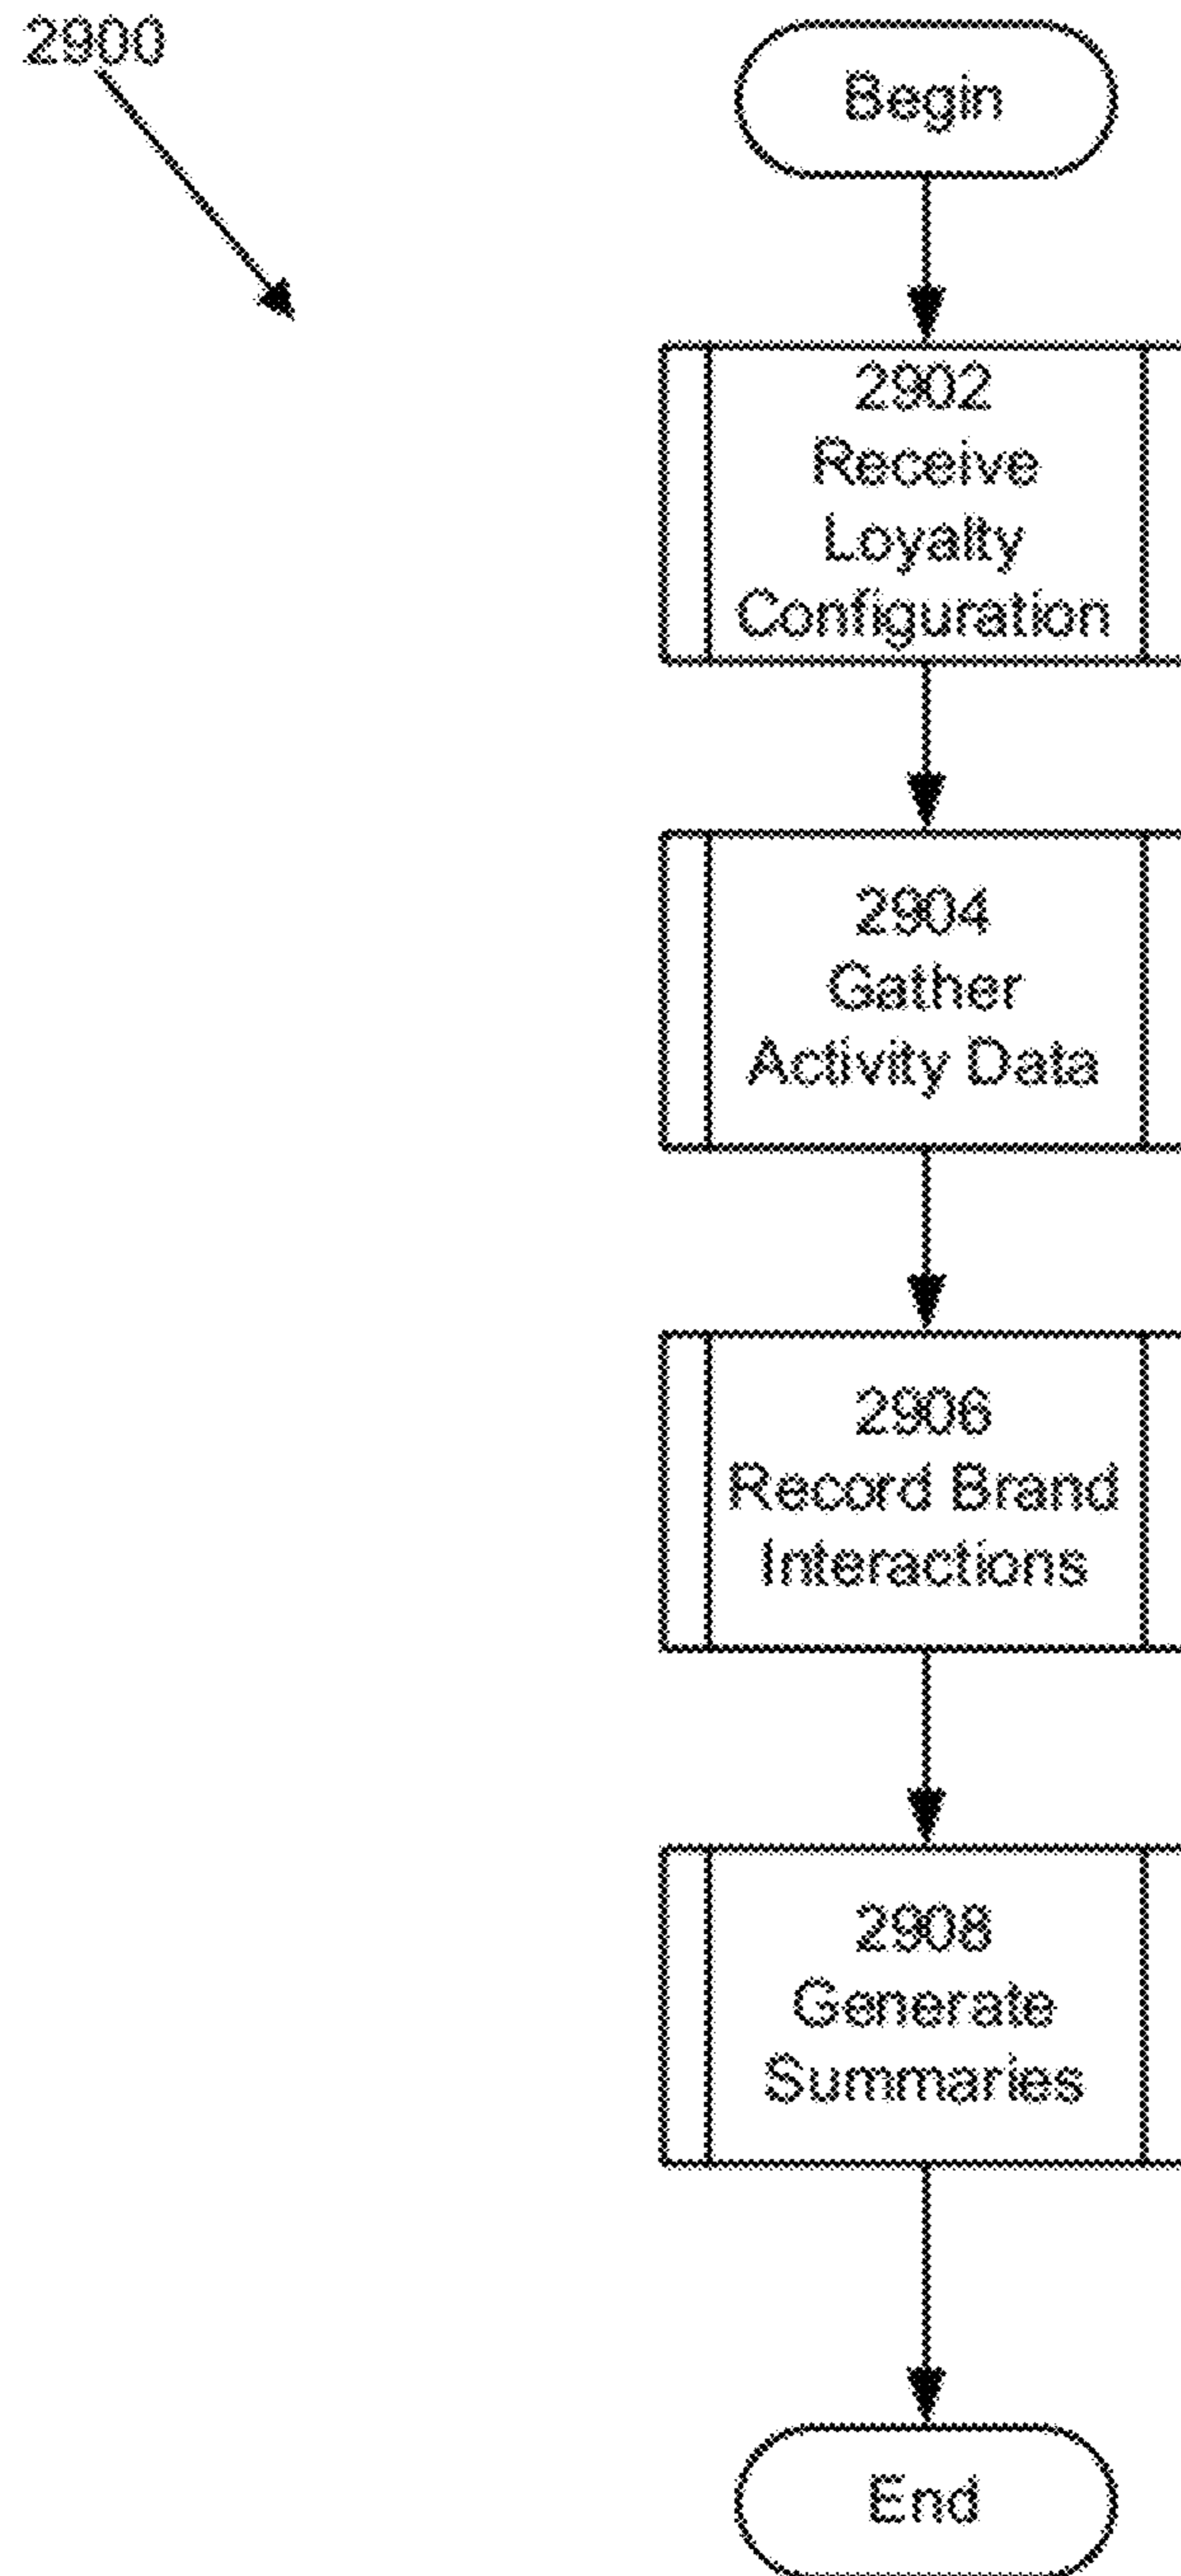 2900
Begin
2902
Receive
Loyalty
Configuration
2904
Gather
Activity Data
2906
Record Brand
Interactions
2908
Generate
Summaries
End